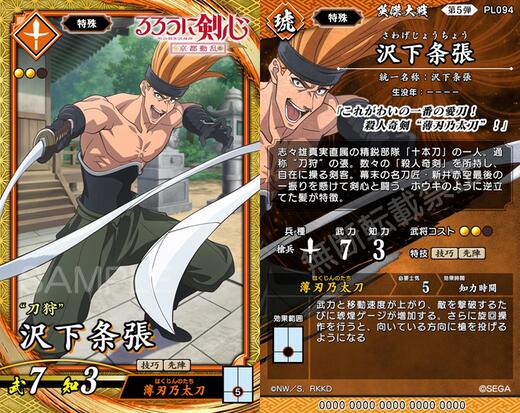 特殊
るろうに剣心
京都動乱
SAMPLE
“刀狩”
沢下条張
技巧 先陣
武7 知3
はくじんのたち
薄刃乃太刀
5
琥
特殊
英傑大戦
第5弾
PL094
さわげじょうちょう
沢下条張
統一名称:沢下条張
生没年:ーーーー
「これがわいの一番の愛刀!
殺人奇剣“薄刃乃太刀”!」
志々雄真実直属の精鋭部隊「十本刀」の一人。通
称“刀狩”の張。数々の「殺人奇剣」を所持し、
自在に操る剣客。幕末の名刀匠・新井赤空最後の
一振りを懸けて剣心と闘う。ホウキのように逆立
てた髪が特徴。
兵種 武力 知力 武将コスト
槍兵 7 3 特技 技巧 先陣
はくじんのたち 必要士気 効果時間
薄刃乃太刀 5 知力時間
効果範囲
武力と移動速度が上がり、敵を撃破するた
びに琥煌ゲージが増加する。さらに旋回操
作を行うと、向いている方向に槍を投げる
ようになる
無断転載禁
©NW/S, RKKD
©SEGA
0000 0000 0000 0000 0000